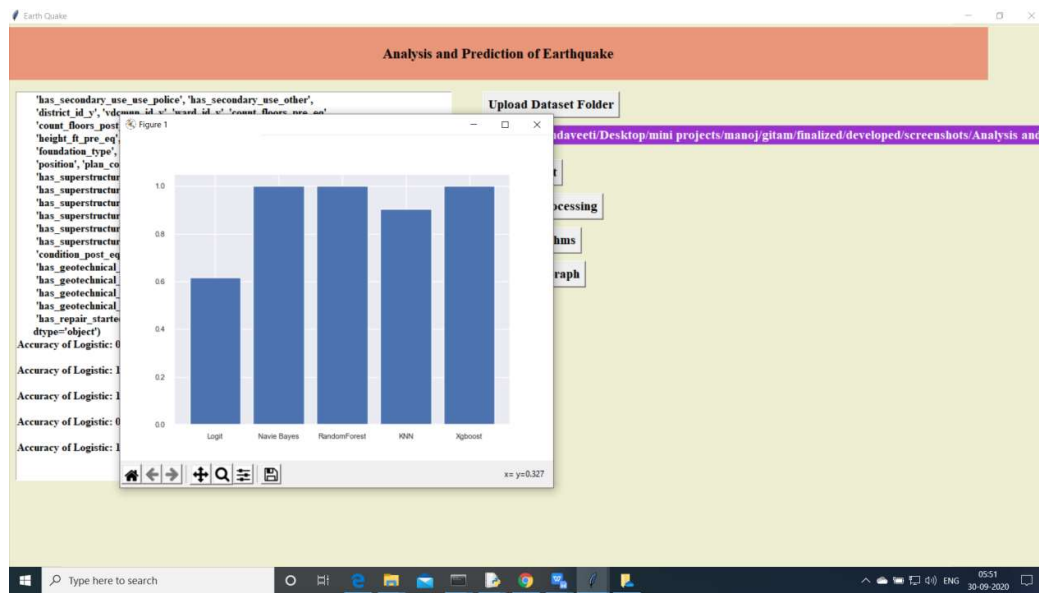 Earth Quake
Analysis and Prediction of Earthquake
'has_secondary_use_use_police', 'has_secondary_use_other',
'district_id_y', 'vdcmun_id_y', 'ward_id_y', 'count_floors_pre_eq',
'count_floors_post
'height_ft_pre_eq',
'foundation_type',
'position', 'plan_co
'has_superstructur
'has_superstructur
'has_superstructur
'has_superstructur
'has_superstructur
'has_superstructur
'condition_post_eq
'has_geotechnical_
'has_geotechnical_
'has_geotechnical_
'has_geotechnical_
'has_repair_starte
dtype='object')
Accuracy of Logistic: 0
Accuracy of Logistic: 1
Accuracy of Logistic: 1
Accuracy of Logistic: 0
Accuracy of Logistic: 1
Upload Dataset Folder
daveeti/Desktop/mini projects/manoj/gitam/finalized/developed/screenshots/Analysis and
t
ocessing
hms
raph
Figure 1
1.0
0.8
0.6
0.4
0.2
0.0
Logit Navie Bayes RandomForest KNN Xgboost
x= y=0.327
Type here to search
ENG
05:51
30-09-2020